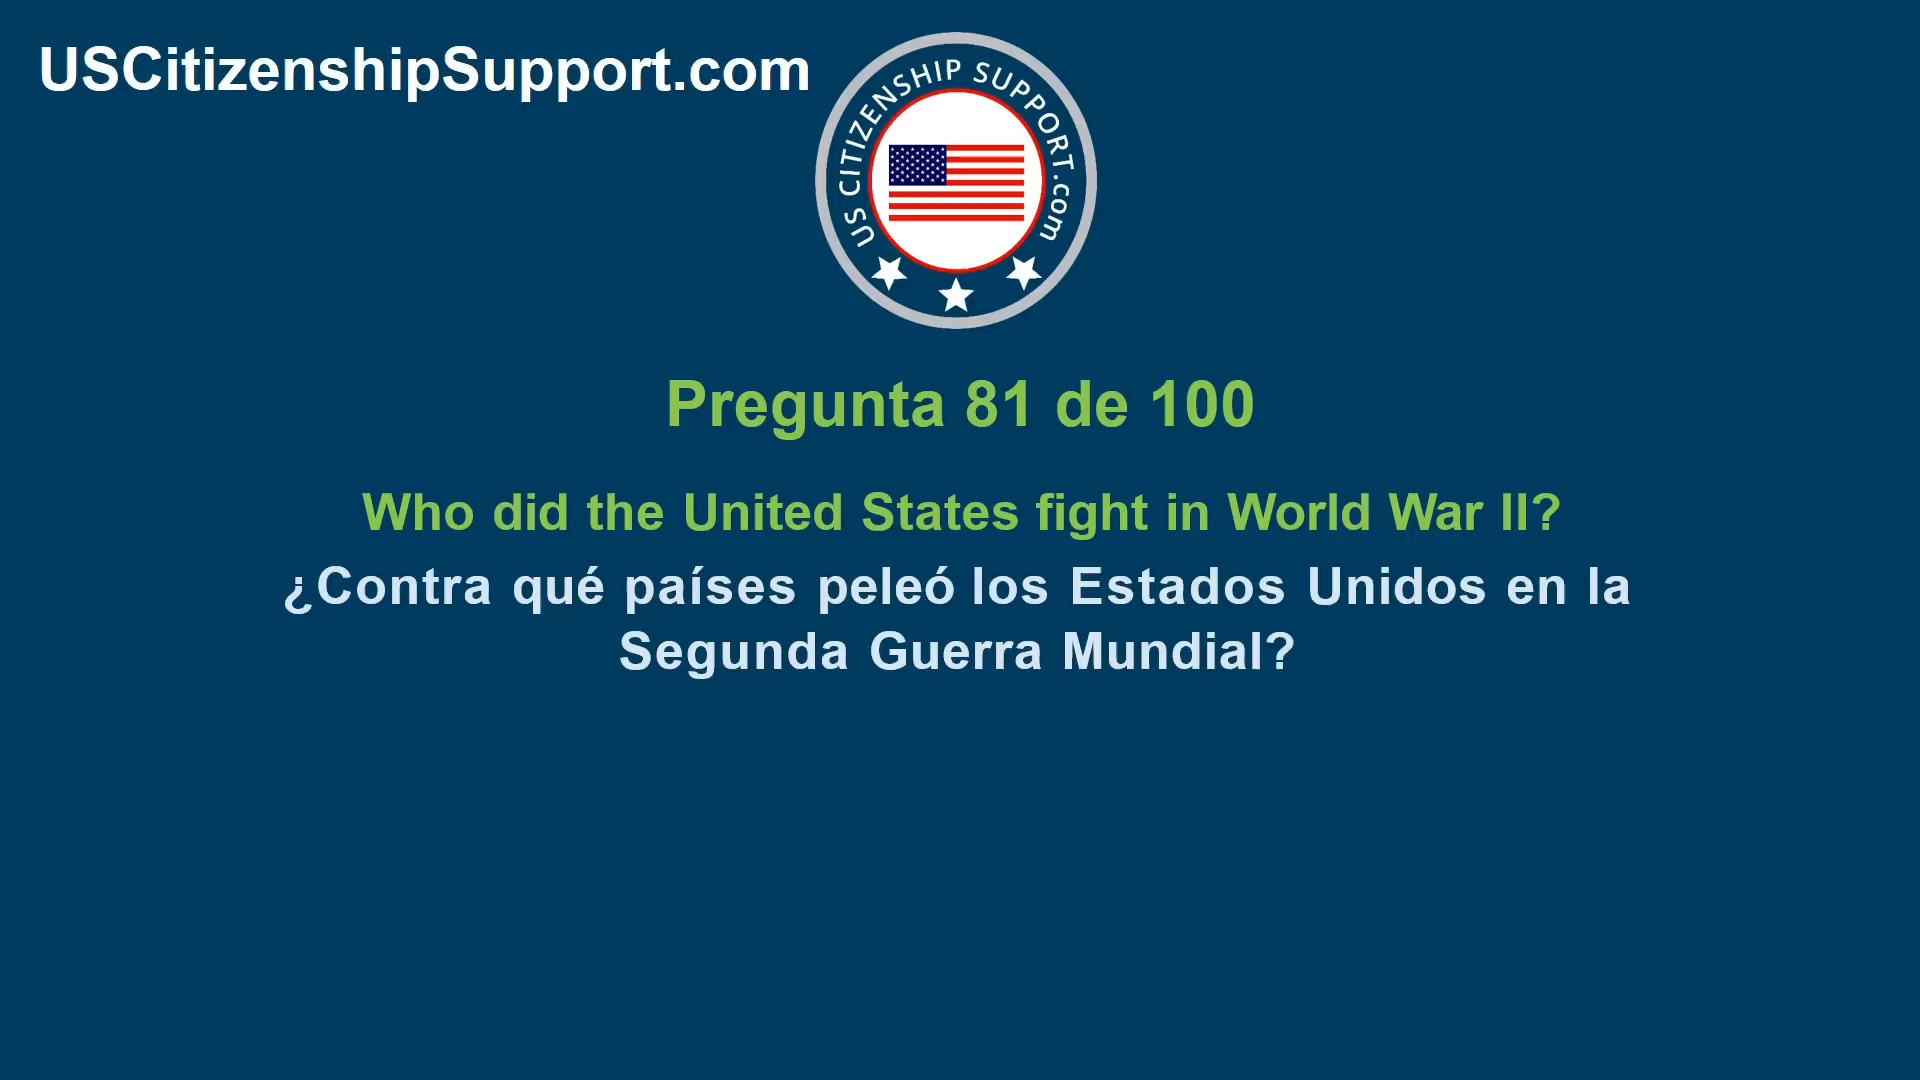 USCitizenshipSupport.com
US CITIZENSHIP SUPPORT.com
Pregunta 81 de 100
Who did the United States fight in World War II?
¿Contra qué países peleó los Estados Unidos en la
Segunda Guerra Mundial?